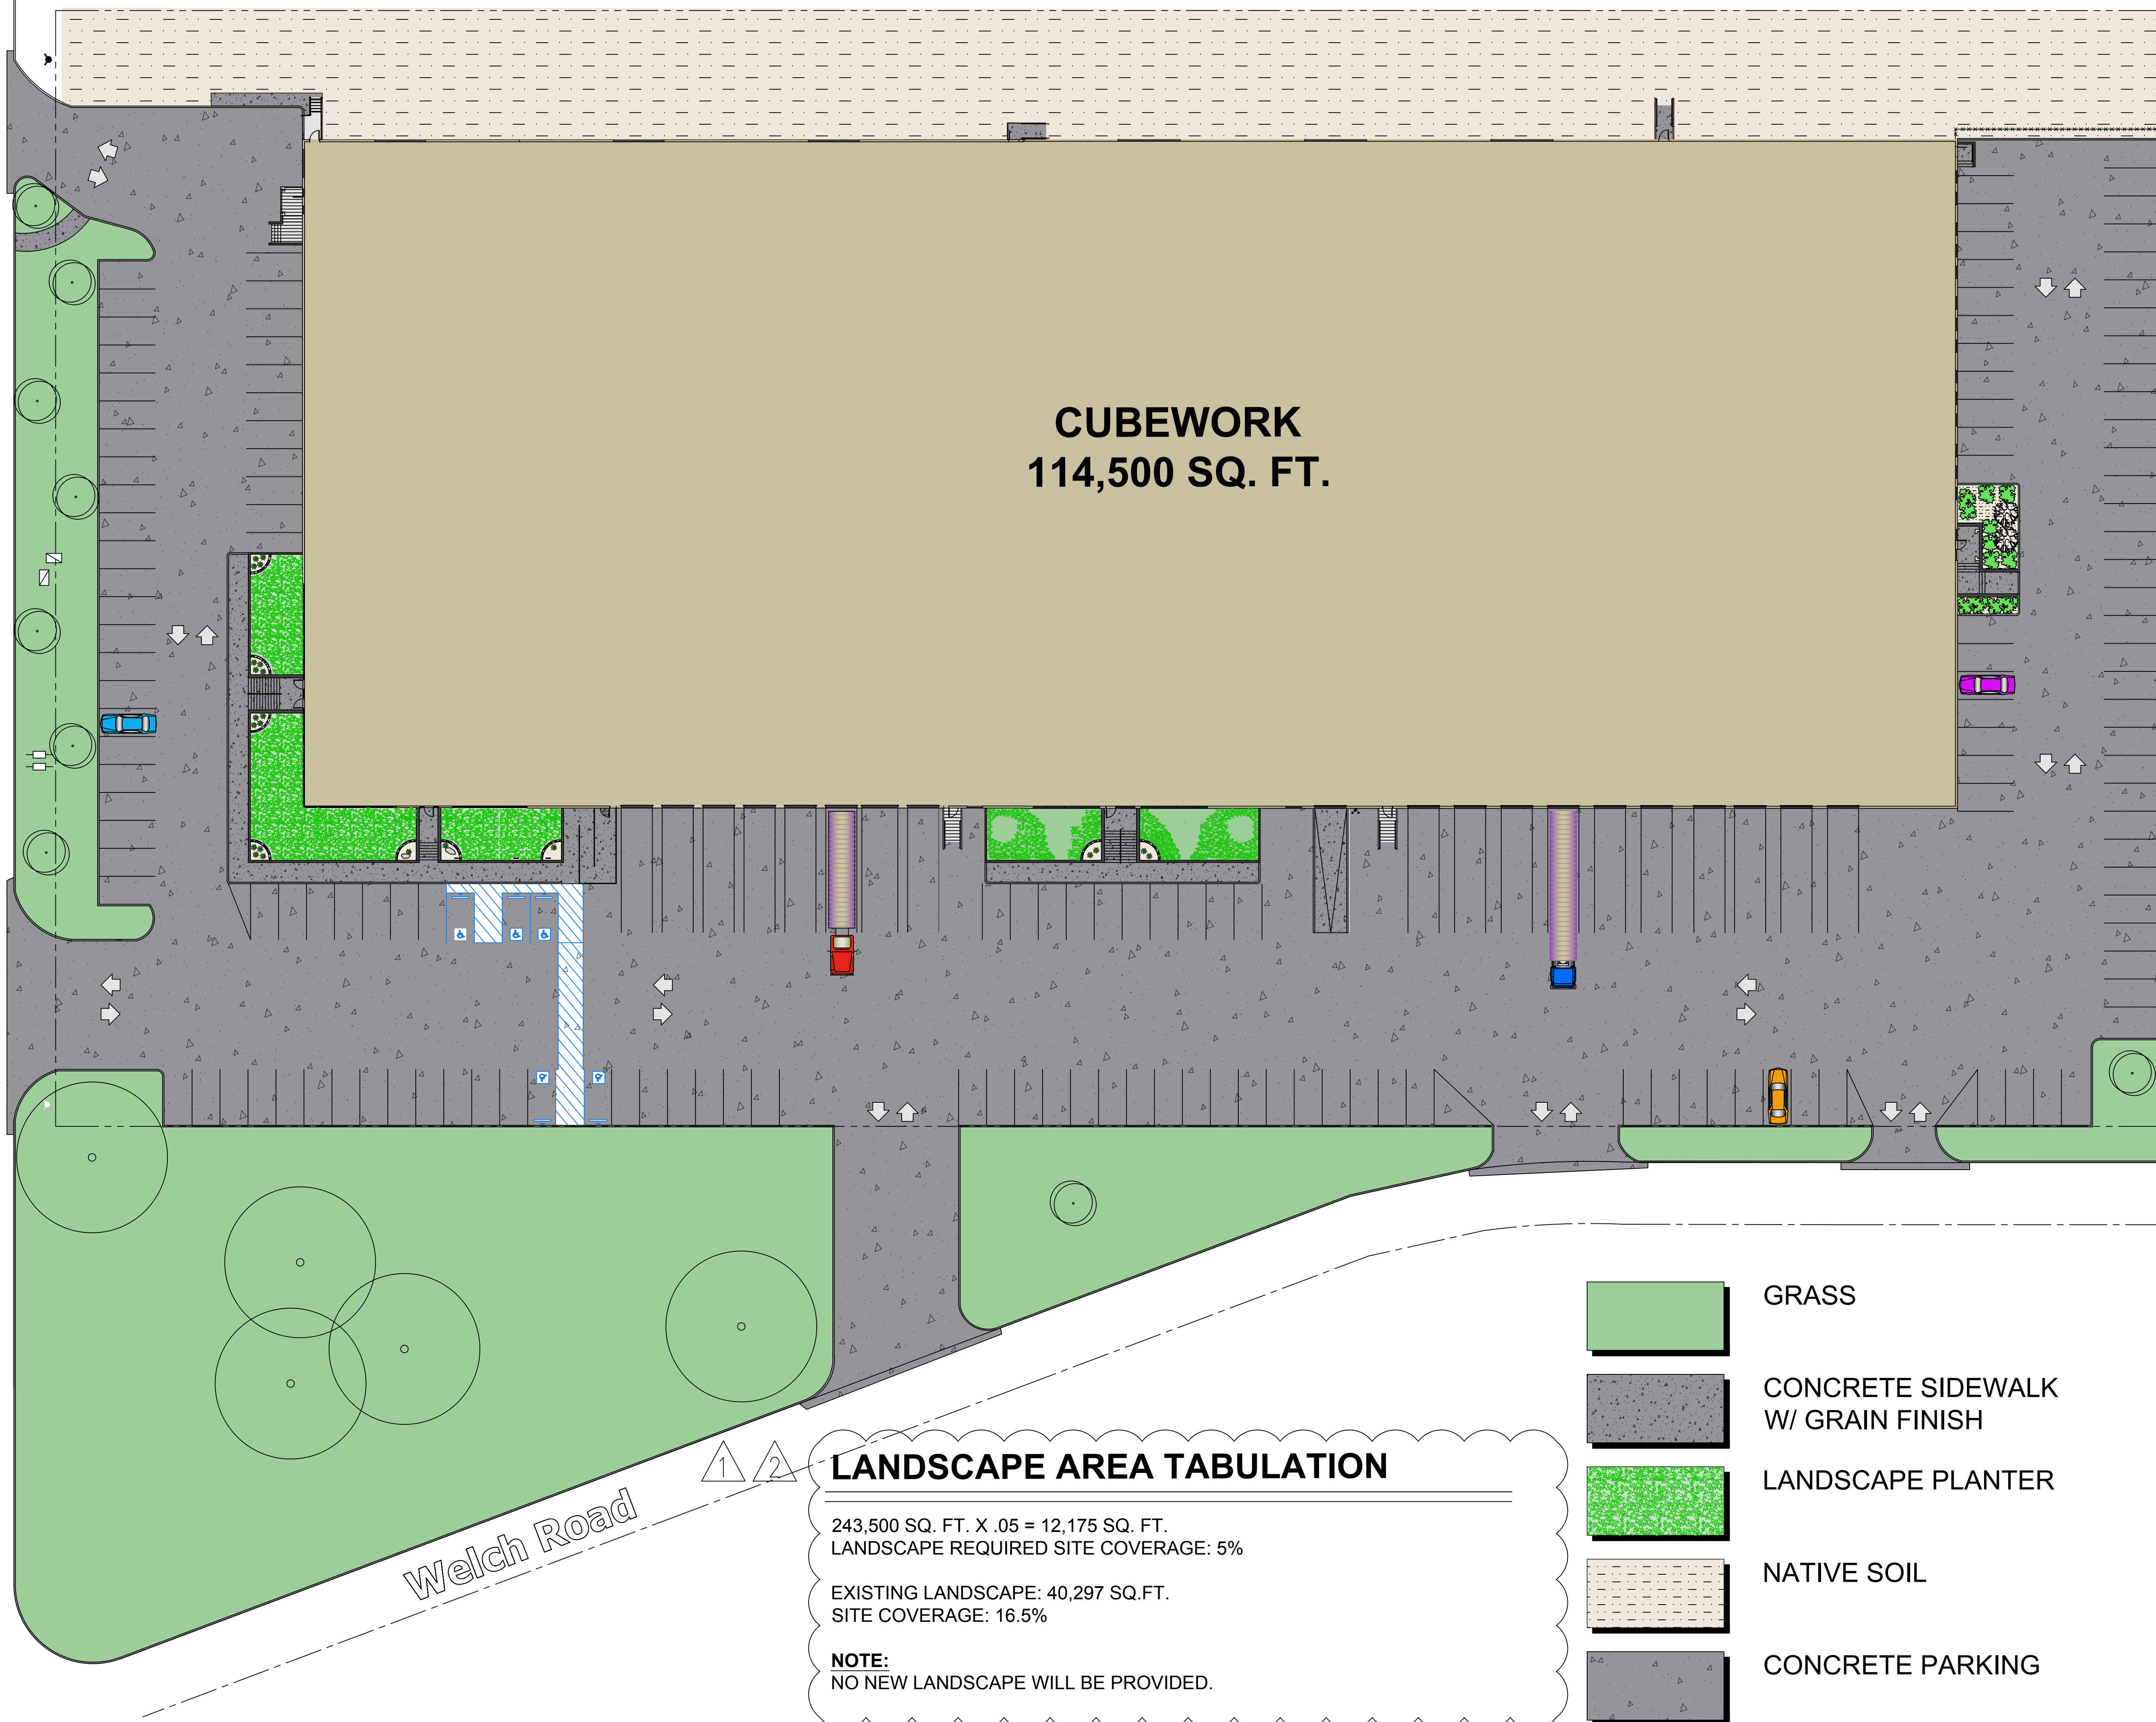 CUBEWORK
114,500 SQ. FT.
GRASS
CONCRETE SIDEWALK
W/ GRAIN FINISH
LANDSCAPE PLANTER
NATIVE SOIL
CONCRETE PARKING
Welch Road
1 2
LANDSCAPE AREA TABULATION
243,500 SQ. FT. X .05 = 12,175 SQ. FT.
LANDSCAPE REQUIRED SITE COVERAGE: 5%
EXISTING LANDSCAPE: 40,297 SQ.FT.
SITE COVERAGE: 16.5%
NOTE:
NO NEW LANDSCAPE WILL BE PROVIDED.